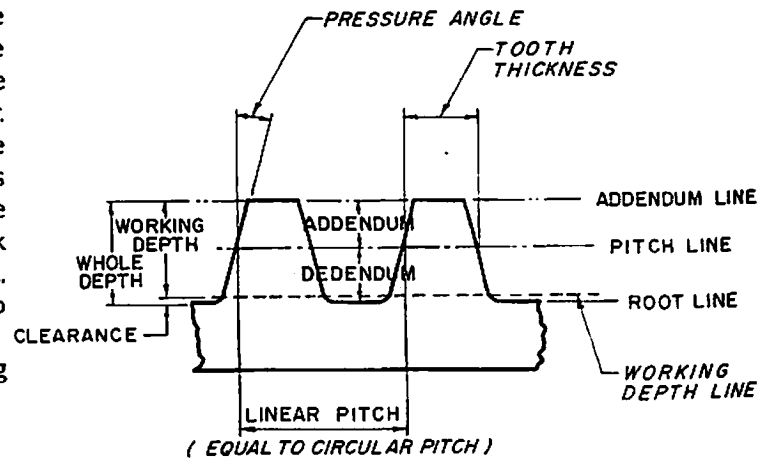 PRESSURE ANGLE
TOOTH
THICKNESS
ADDENDUM LINE
WORKING
DEPTH
ADDENDUM
PITCH LINE
WHOLE
DEPTH
DEDENDUM
ROOT LINE
CLEARANCE
WORKING
DEPTH LINE
LINEAR PITCH
( EQUAL TO CIRCULAR PITCH )